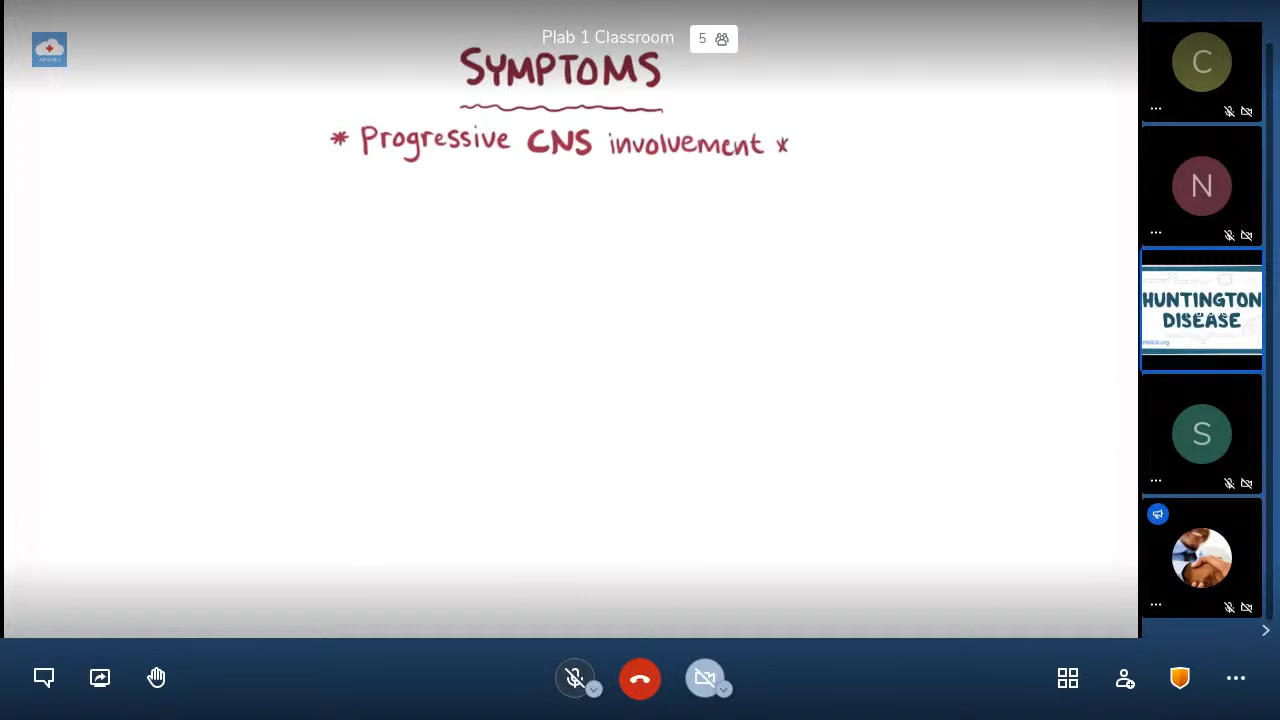 Plab 1 Classroom
5
SYMPTOMS
* Progressive CNS involvement *
C
N
HUNTINGTON
DISEASE
S